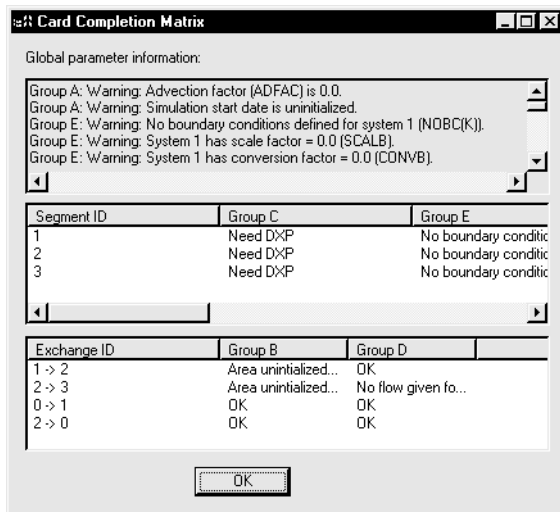 Card Completion Matrix
Global parameter information:
Group A: Warning: Advection factor (ADFAC) is 0.0.
Group A: Warning: Simulation start date is uninitialized.
Group E: Warning: No boundary conditions defined for system 1 (NOBC(K)).
Group E: Warning: System 1 has scale factor = 0.0 (SCALB).
Group E: Warning: System 1 has conversion factor = 0.0 (CONVB).
Segment ID Group C Group E
1 Need DXP No boundary conditic
2 Need DXP No boundary conditic
3 Need DXP No boundary conditic
Exchange ID Group B Group D
1 -> 2 Area unintialized... OK
2 -> 3 Area unintialized... No flow given fo...
0 -> 1 OK OK
2 -> 0 OK OK
OK